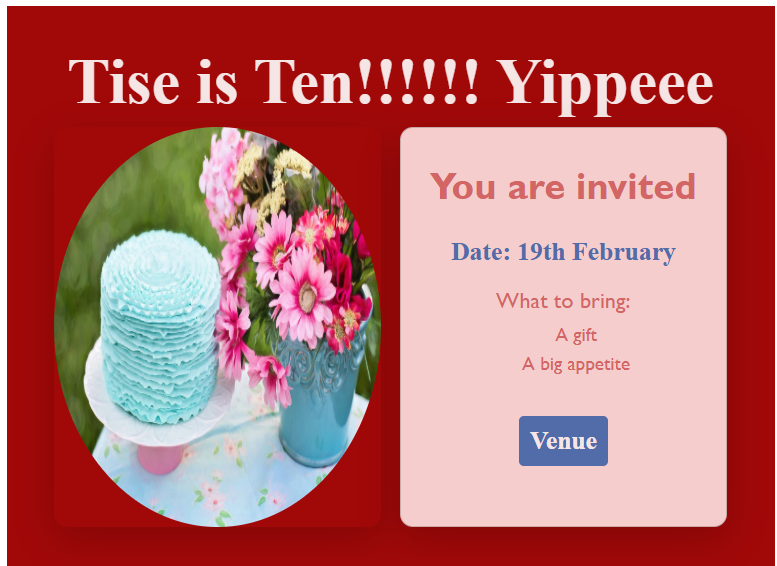 Tise is Ten!!!!!! Yippeee
You are invited
Date: 19th February
What to bring:
A gift
A big appetite
Venue